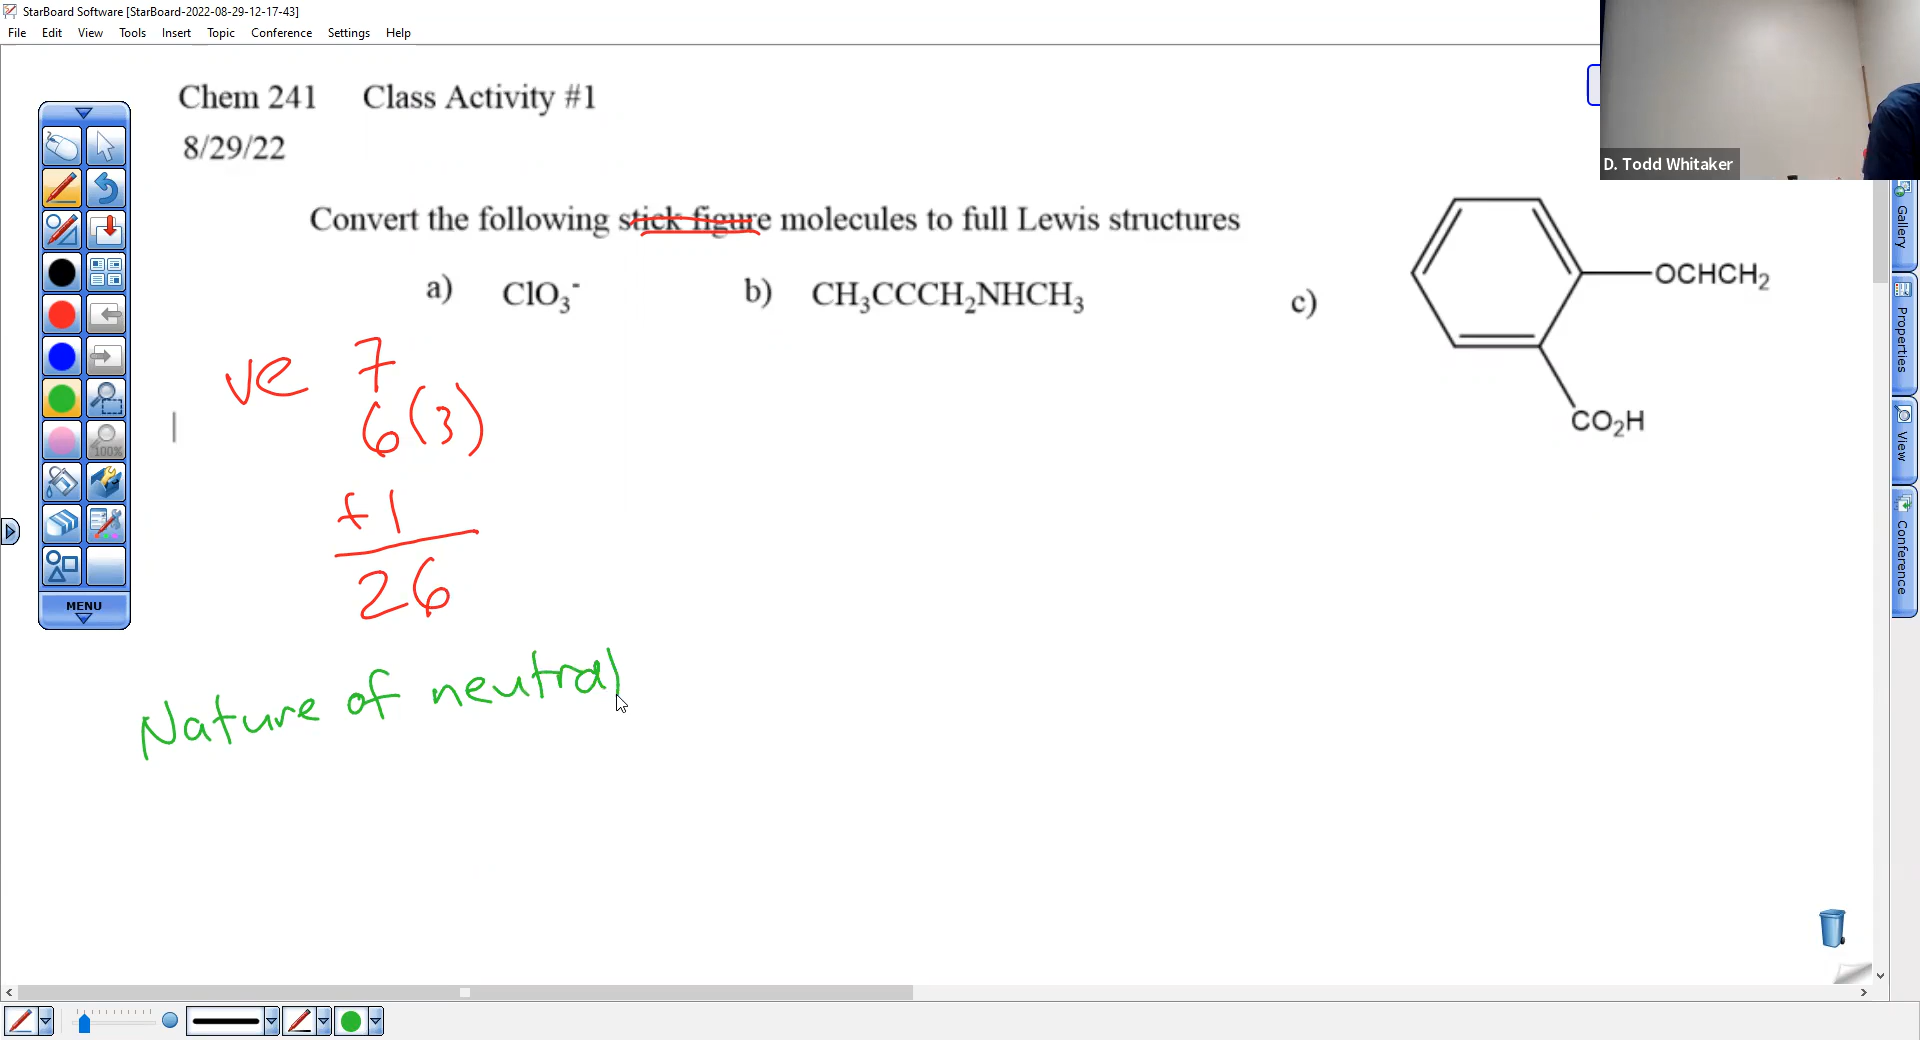 StarBoard Software [StarBoard-2022-08-29-12-17-43]
File Edit View Tools Insert Topic Collection Conference Settings Help
Chem 241 Class Activity #1
8/29/22
D. Todd Whitaker
Convert the following stick figure molecules to full Lewis structures
a) ClO3- b) CH3CCCH2NHCH3 c)
OCHCH2
CO2H
ve 7
6(3)
+1
26
Nature of neutral
100%
MENU
Gallery
Properties
View
Conference